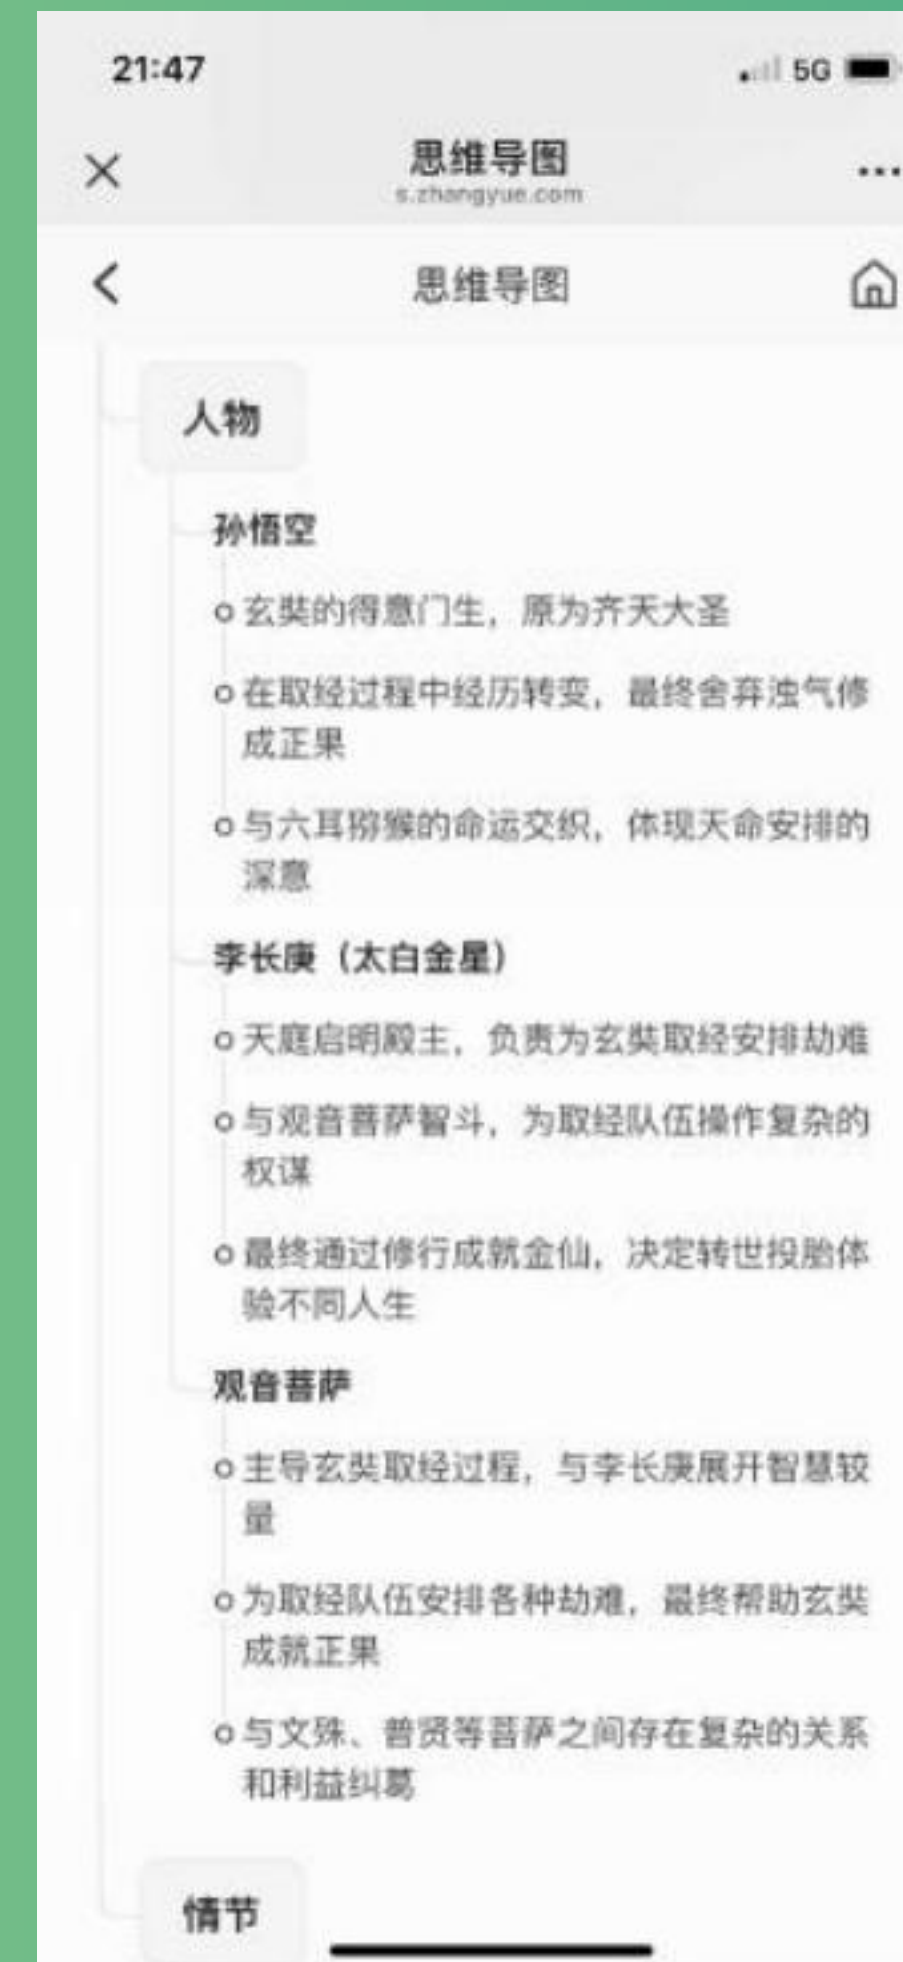 21:47
5G
思维导图
s.zhangyue.com
思维导图
人物
孙悟空
玄奘的得意门生，原为齐天大圣
在取经过程中经历转变，最终舍弃浊气修
成正果
与六耳猕猴的命运交织，体现天命安排的
深意
李长庚（太白金星）
天庭启明殿主，负责为玄奘取经安排劫难
与观音菩萨智斗，为取经队伍操作复杂的
权谋
最终通过修行成就金仙，决定转世投胎体
验不同人生
观音菩萨
主导玄奘取经过程，与李长庚展开智慧较
量
为取经队伍安排各种劫难，最终帮助玄奘
成就正果
与文殊、普贤等菩萨之间存在复杂的关系
和利益纠葛
情节